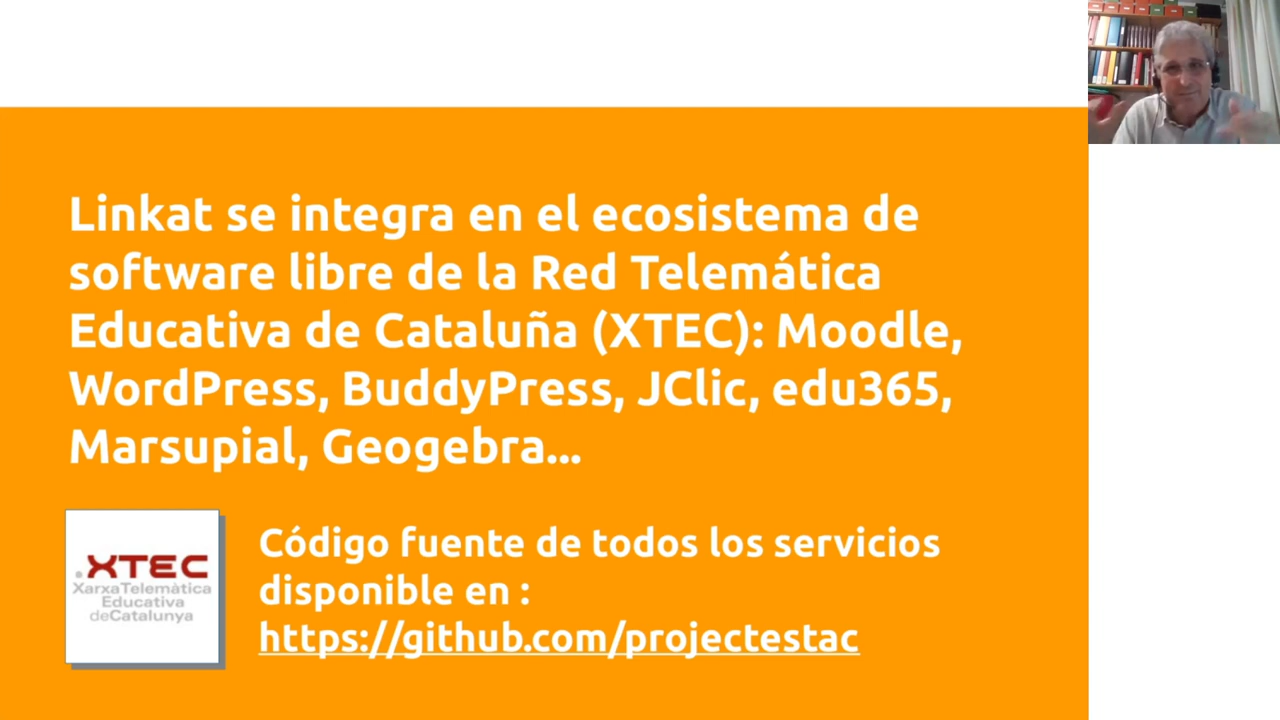 Linkat se integra en el ecosistema de
software libre de la Red Telemática
Educativa de Cataluña (XTEC): Moodle,
WordPress, BuddyPress, JClic, edu365,
Marsupial, Geogebra...
.XTEC
XarxaTelemàtica
Educativa
deCatalunya
Código fuente de todos los servicios
disponible en :
https://github.com/projectestac